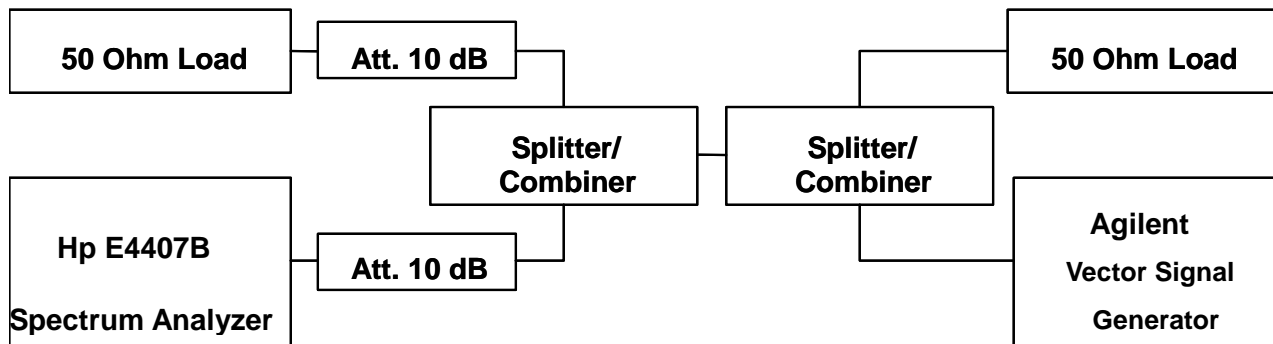 50 Ohm Load
Att. 10 dB
Splitter/
Combiner
Splitter/
Combiner
50 Ohm Load
Hp E4407B
Spectrum Analyzer
Att. 10 dB
Agilent
Vector Signal
Generator